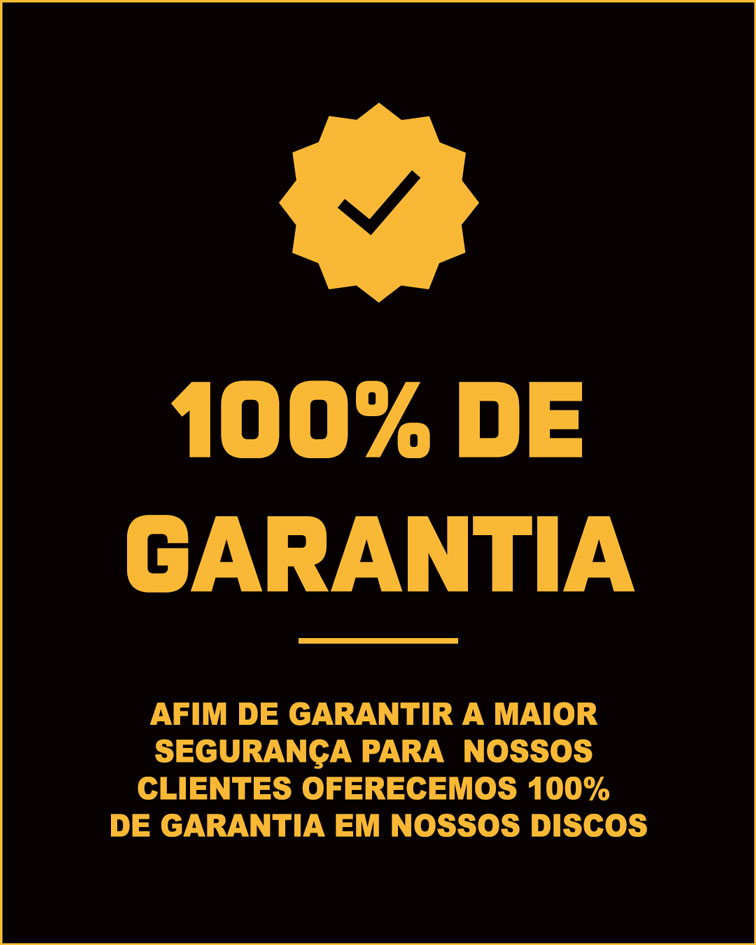 100% DE
GARANTIA
AFIM DE GARANTIR A MAIOR
SEGURANÇA PARA NOSSOS
CLIENTES OFERECEMOS 100%
DE GARANTIA EM NOSSOS DISCOS